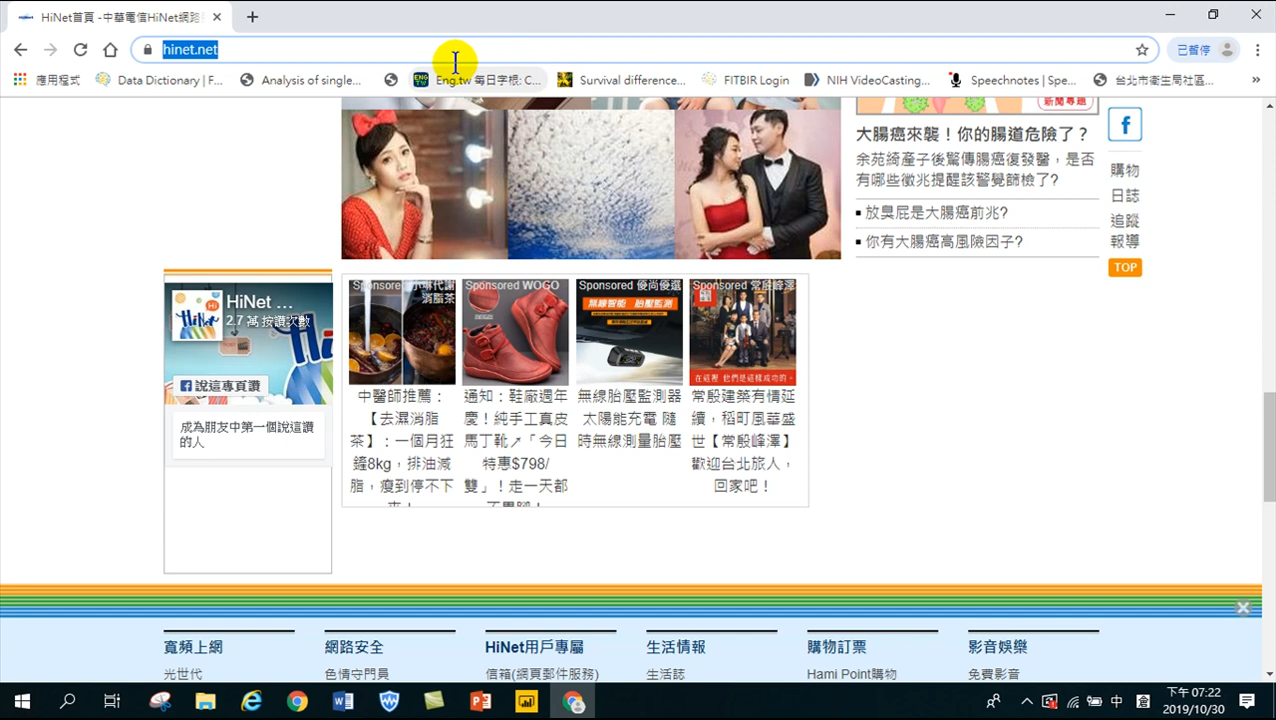 HiNet首頁 -中華電信HiNet網路
hinet.net
已暫停
應用程式
Data Dictionary | F...
Analysis of single...
Eng.tw 每日字根: C...
Survival difference...
FITBIR Login
NIH VideoCasting...
Speechnotes | Spe...
台北市衛生局社區...
新聞專題
大腸癌來襲！你的腸道危險了？
余苑綺產子後驚傳腸癌復發醫，是否
有哪些徵兆提醒該警覺篩檢了?
放臭屁是大腸癌前兆?
你有大腸癌高風險因子?
購物
日誌
追蹤
報導
TOP
HiNet ...
2.7 萬 按讚次數
說這專頁讚
成為朋友中第一個說這讚
的人
消脂茶
中醫師推薦：
【去濕消脂
茶】：一個月狂
鏟8kg，排油減
脂，瘦到停不下
來！
Sponsored WOGO
通知：鞋廠週年
慶！純手工真皮
馬丁靴↗「今日
特惠$798/
雙」！走一天都
不累腳！
Sponsored 優尚優選
無線智能 胎壓監測
無線胎壓監測器
太陽能充電 隨
時無線測量胎壓
Sponsored 常殷峰澤
在這裡 他們是這樣成功的。
常殷建築有情延
續，稻町風華盛
世【常殷峰澤】
歡迎台北旅人，
回家吧！
寬頻上網
光世代
網路安全
色情守門員
HiNet用戶專屬
信箱(網頁郵件服務)
生活情報
生活誌
購物訂票
Hami Point購物
影音娛樂
免費影音
中
下午 07:22
2019/10/30